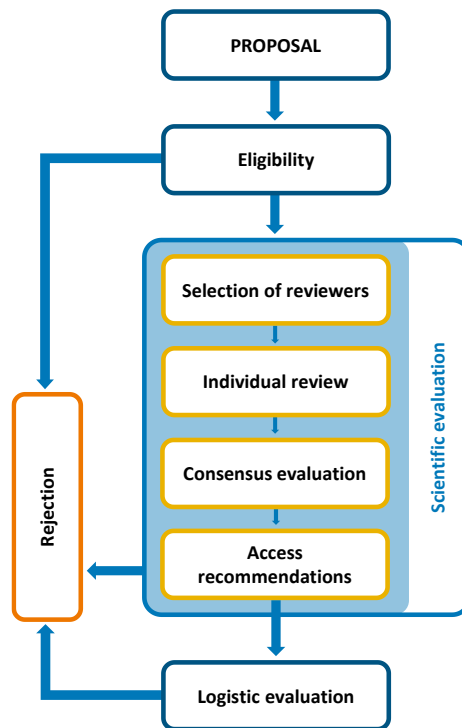 PROPOSAL
Eligibility
Selection of reviewers
Individual review
Consensus evaluation
Access
recommendations
Scientific evaluation
Rejection
Logistic evaluation